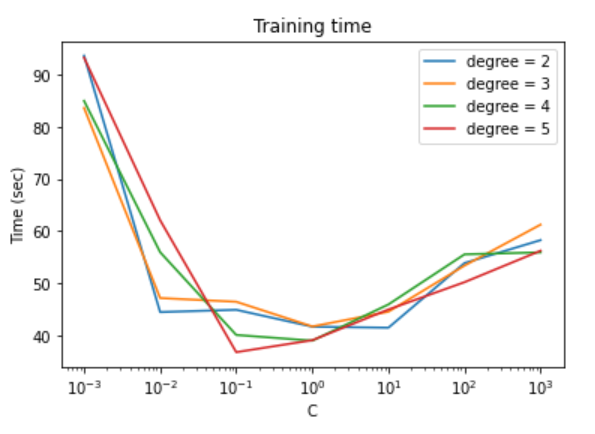 Training time
degree = 2
degree = 3
degree = 4
degree = 5
90
80
70
60
50
40
Time (sec)
10⁻³ 10⁻² 10⁻¹ 10⁰ 10¹ 10² 10³
C